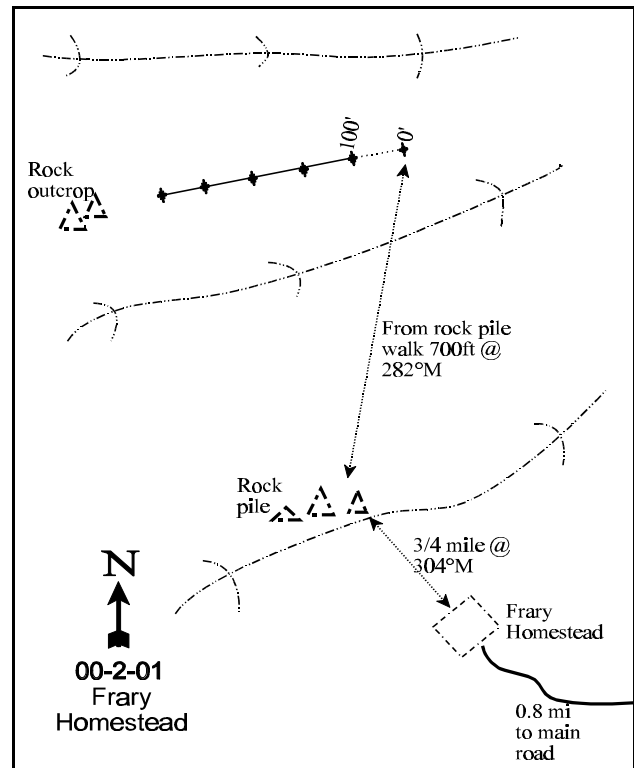 100'
0'
Rock
outcrop
From rock pile
walk 700ft @
282°M
Rock
pile
3/4 mile @
304°M
N
Frary
Homestead
00-2-01
Frary
Homestead
0.8 mi
to main
road